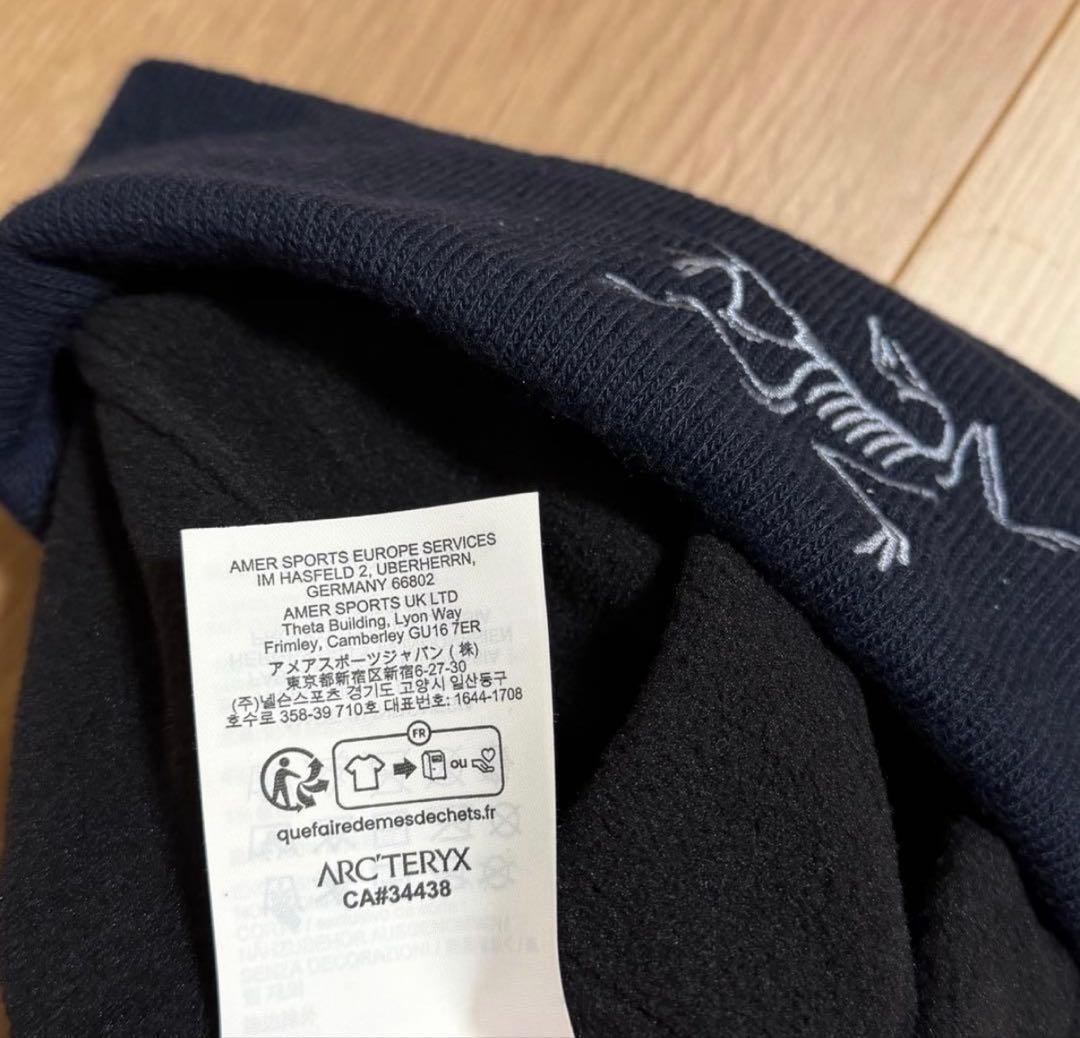 AMER SPORTS EUROPE SERVICES
IM HASFELD 2, UBERHERRN,
GERMANY 66802
AMER SPORTS UK LTD
Theta Building, Lyon Way
Frimley, Camberley GU16 7ER
アメアスポーツジャパン (株)
東京都新宿区新宿6-27-30
(주)넬슨스포츠 경기도 고양시 일산동구
호수로 358-39 710호 대표번호: 1644-1708
FR
ou
quefairedemesdechets.fr
ARC'TERYX
CA#34438